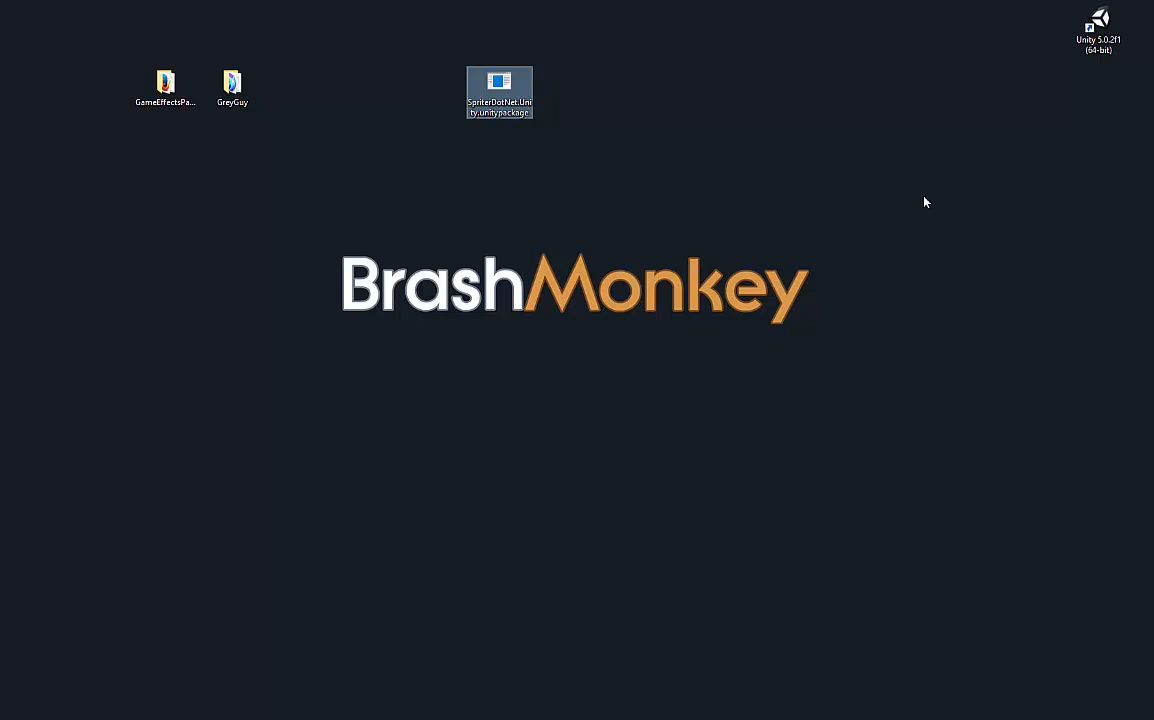 Unity 5.0.2f1
(64-bit)
GameEffectsPa...
GreyGuy
SpriterDotNet.Uni
ty.unitypackage
BrashMonkey